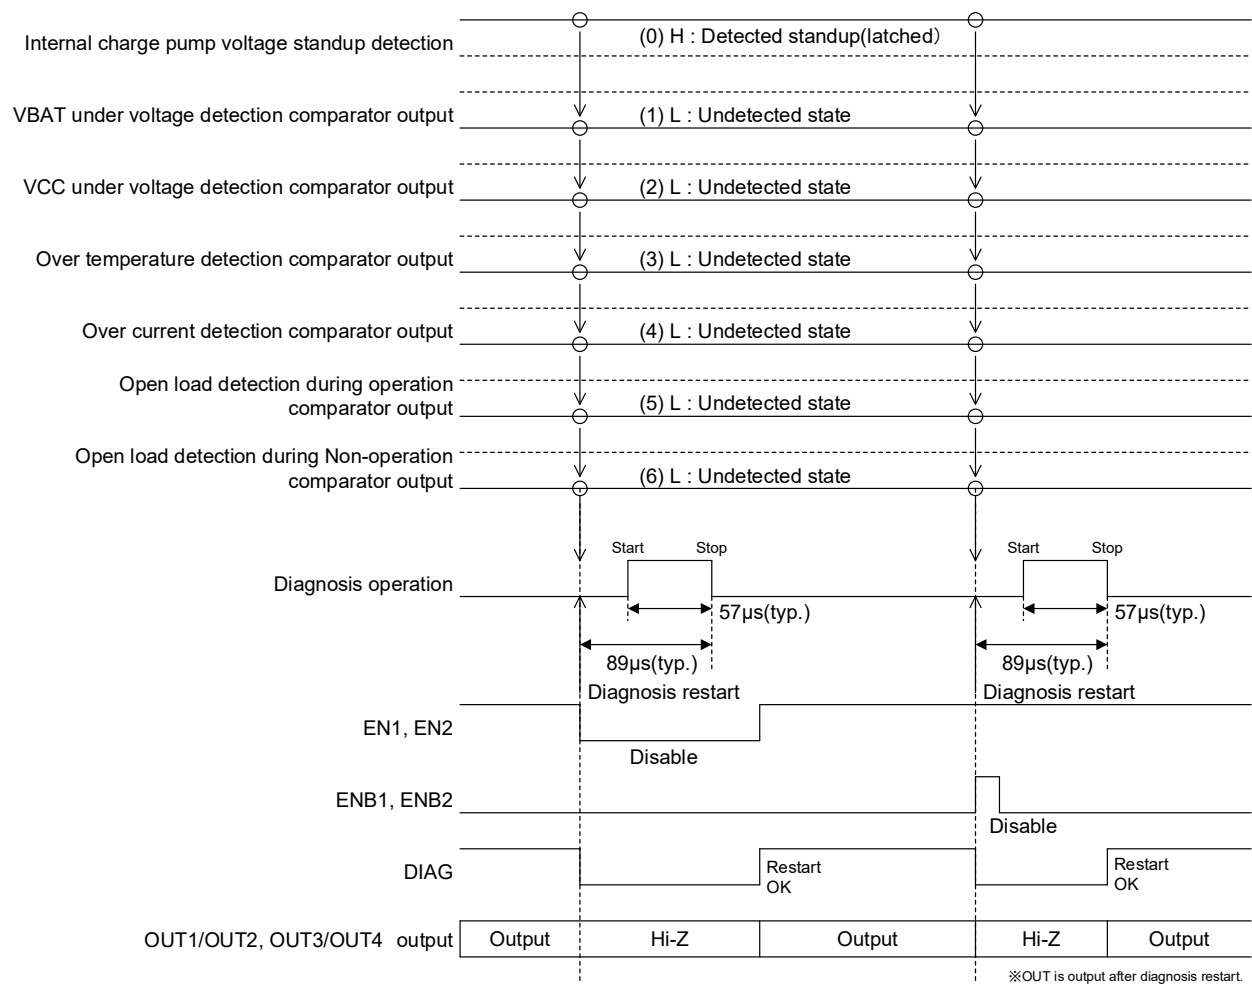 Internal charge pump voltage standup detection
(0) H : Detected standup(latched）
VBAT under voltage detection comparator output
(1) L : Undetected state
VCC under voltage detection comparator output
(2) L : Undetected state
Over temperature detection comparator output
(3) L : Undetected state
Over current detection comparator output
(4) L : Undetected state
Open load detection during operation
comparator output
(5) L : Undetected state
Open load detection during Non-operation
comparator output
(6) L : Undetected state
Diagnosis operation
Start
Stop
57µs(typ.)
89µs(typ.)
Diagnosis restart
Start
Stop
57µs(typ.)
89µs(typ.)
Diagnosis restart
EN1, EN2
Disable
ENB1, ENB2
Disable
DIAG
Restart
OK
Restart
OK
OUT1/OUT2, OUT3/OUT4 output
Output
Hi-Z
Output
Hi-Z
Output
※OUT is output after diagnosis restart.